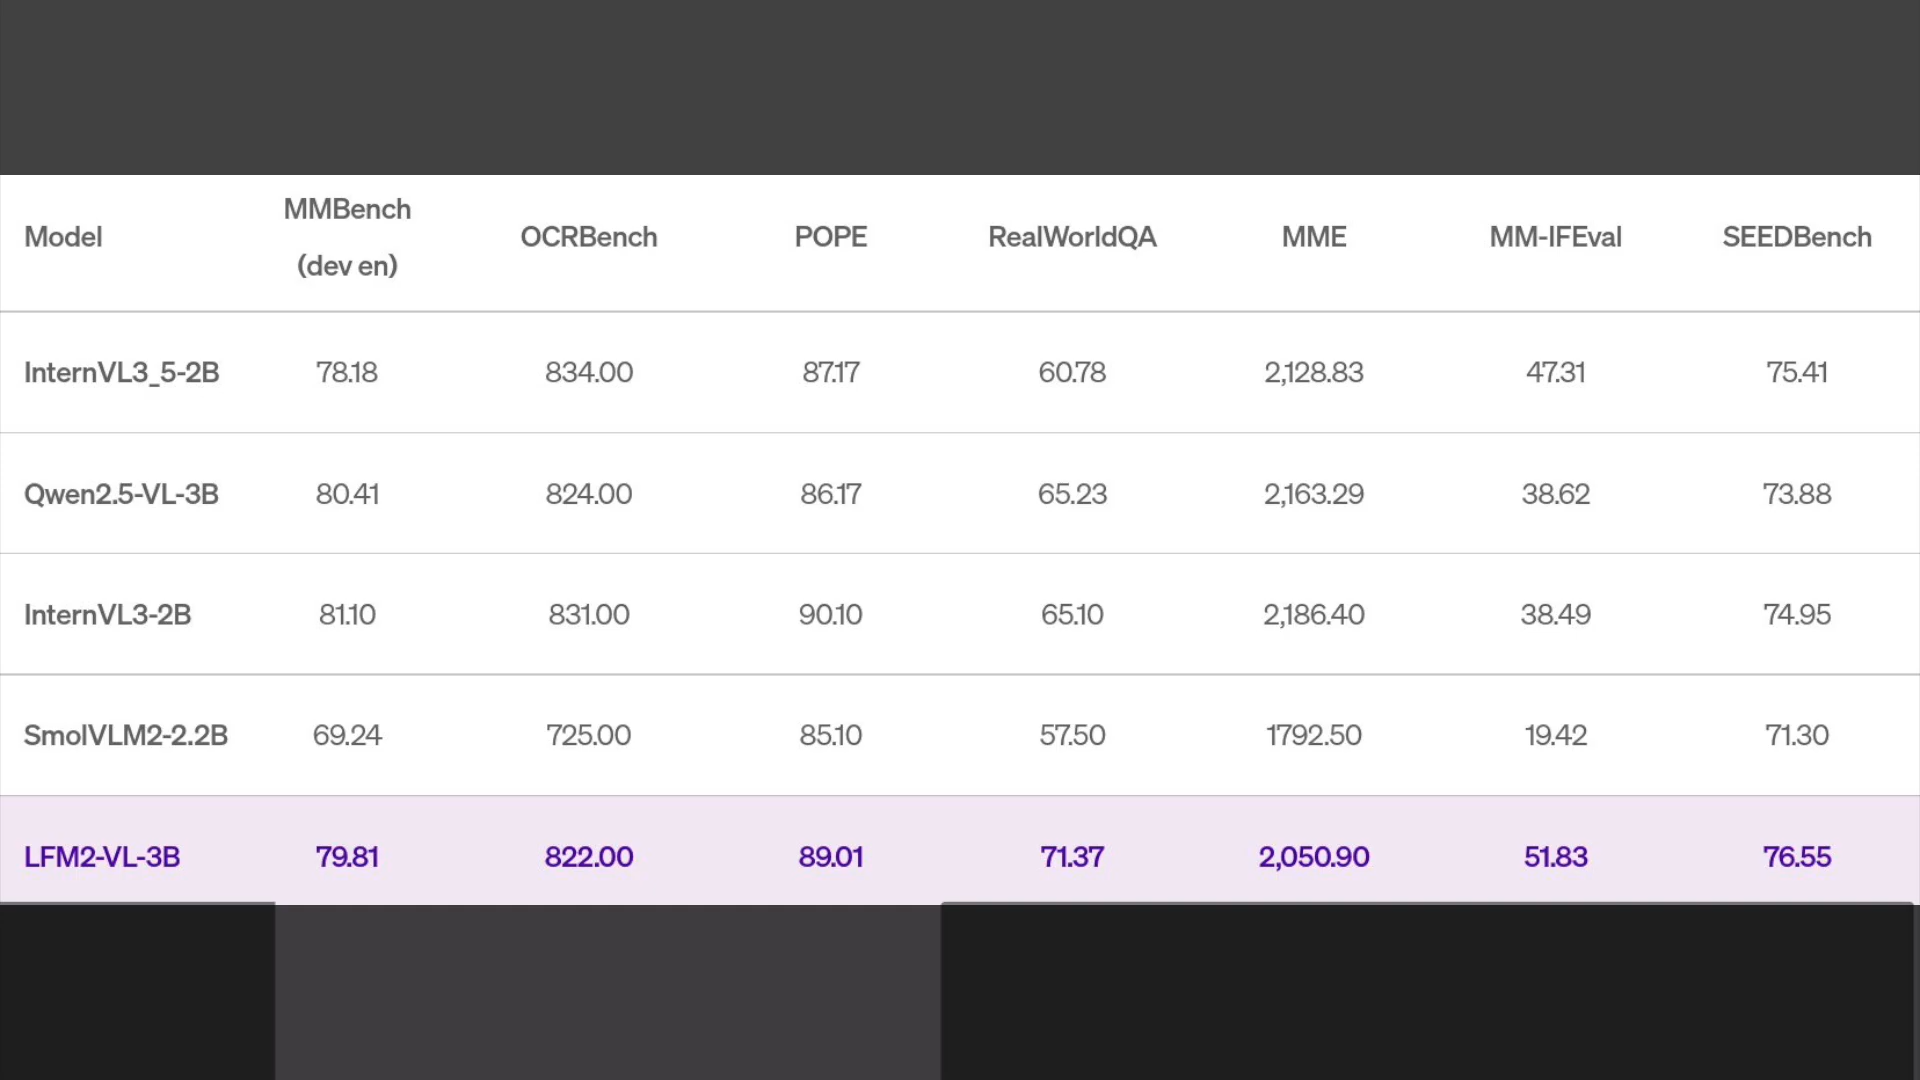 Model MMBench (dev en) OCRBench POPE RealWorldQA MME MM-IFEval SEEDBench
InternVL3_5-2B 78.18 834.00 87.17 60.78 2,128.83 47.31 75.41
Qwen2.5-VL-3B 80.41 824.00 86.17 65.23 2,163.29 38.62 73.88
InternVL3-2B 81.10 831.00 90.10 65.10 2,186.40 38.49 74.95
SmolVLM2-2.2B 69.24 725.00 85.10 57.50 1792.50 19.42 71.30
LFM2-VL-3B 79.81 822.00 89.01 71.37 2,050.90 51.83 76.55